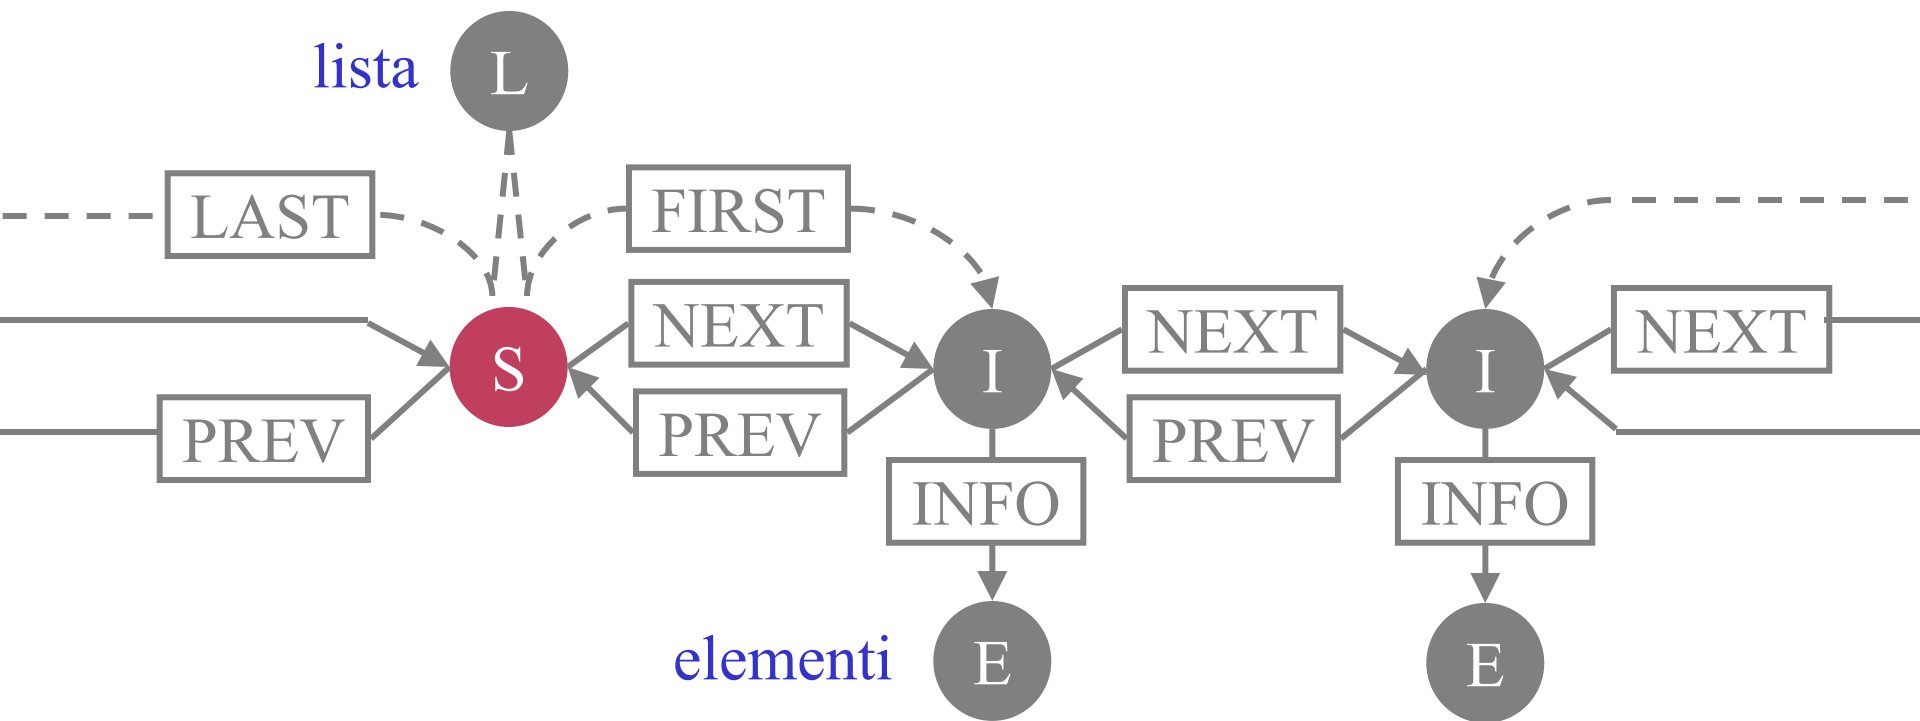 lista
L
LAST
FIRST
NEXT
NEXT
NEXT
S
I
I
PREV
PREV
PREV
INFO
INFO
elementi
E
E